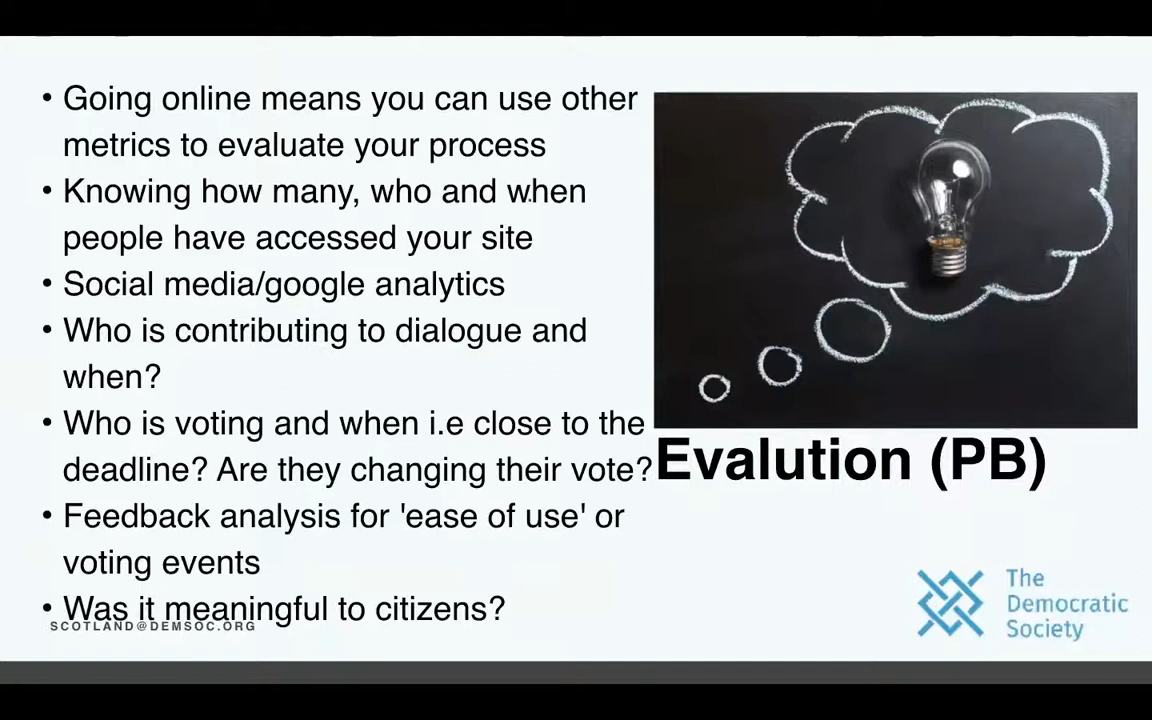 • Going online means you can use other
metrics to evaluate your process
• Knowing how many, who and when
people have accessed your site
• Social media/google analytics
• Who is contributing to dialogue and
when?
• Who is voting and when i.e close to the
deadline? Are they changing their vote?
• Feedback analysis for 'ease of use' or
voting events
• Was it meaningful to citizens?
SCOTLAND@DEMSOC.ORG
Evalution (PB)
The
Democratic
Society